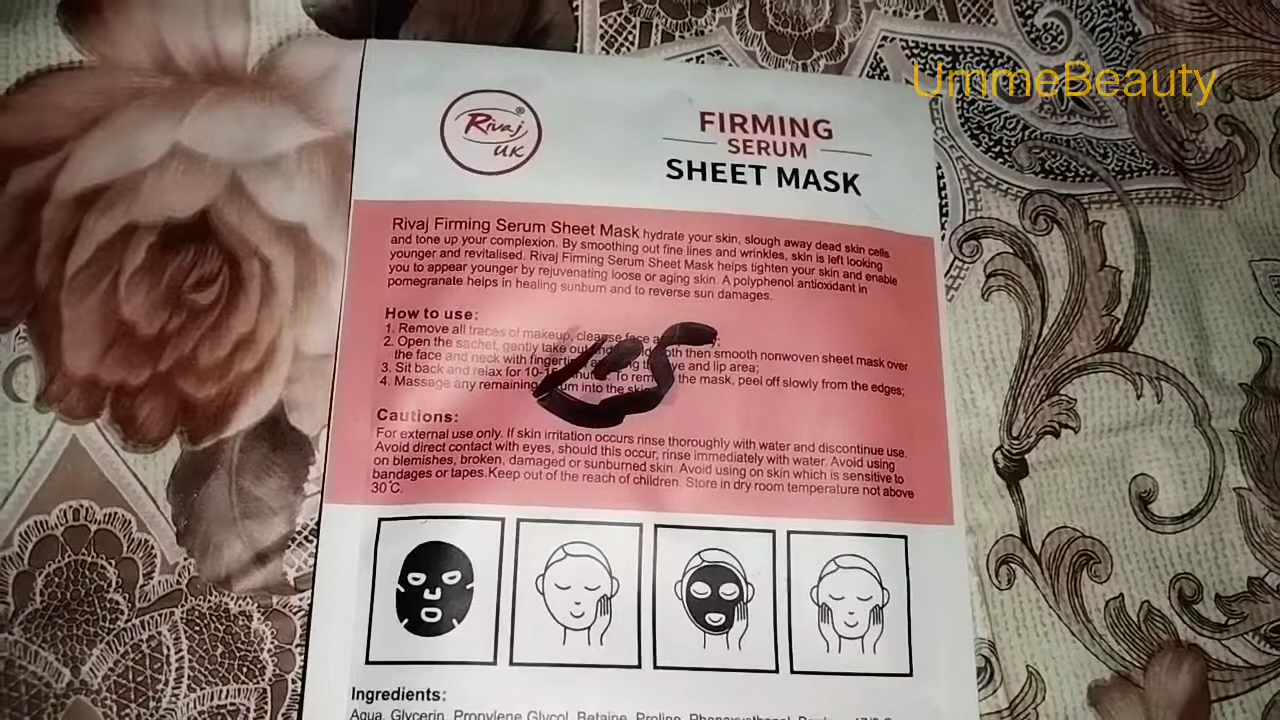 UmmeBeauty
Rivaj
UK
®
FIRMING
SERUM
SHEET MASK
Rivaj Firming Serum Sheet Mask hydrate your skin, slough away dead skin cells
and tone up your complexion. By smoothing out fine lines and wrinkles, skin is left looking
younger and revitalised. Rivaj Firming Serum Sheet Mask helps tighten your skin and enable
you to appear younger by rejuvenating loose or aging skin. A polyphenol antioxidant in
pomegranate helps in healing sunburn and to reverse sun damages.
How to use:
1. Remove all traces of makeup, cleanse face
2. Open the sachet, gently take out then smooth nonwoven sheet mask over
the face and neck with and lip area;
3. Sit back and relax for To the mask, peel off slowly from the edges;
4. Massage any remaining into the
Cautions:
For external use only. If skin irritation occurs rinse thoroughly with water and discontinue use.
Avoid direct contact with eyes, should this occur, rinse immediately with water. Avoid using
on blemishes, broken, damaged or sunburned skin. Avoid using on skin which is sensitive to
bandages or tapes.Keep out of the reach of children. Store in dry room temperature not above
30°C.
Ingredients:
Aqua, Glycerin, Propylene Glycol, Betaine, Proline, Phenoxyethanol,